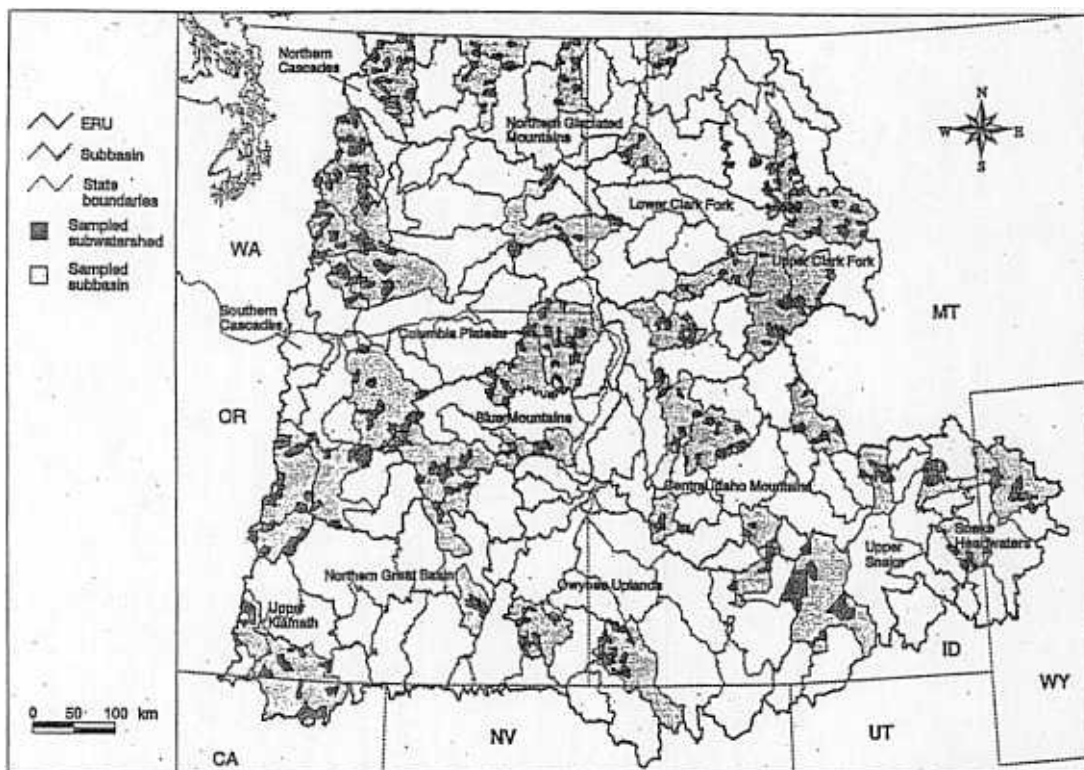 Northern
Cascades
N
W E
S
ERU
Subbasin
State
boundaries
Sampled
subwatershed
Sampled
subbasin
Northern Glaciated
Mountains
Lower Clark Fork
WA
Upper Clark Fork
Southern
Cascades
Columbia Plateau
MT
OR
Blue Mountains
Central Idaho Mountains
Snake
Headwaters
Upper
Snake
Northern Great Basin
Owyhee Uplands
Upper
Klamath
ID
WY
0 50 100 km
NV
UT
CA